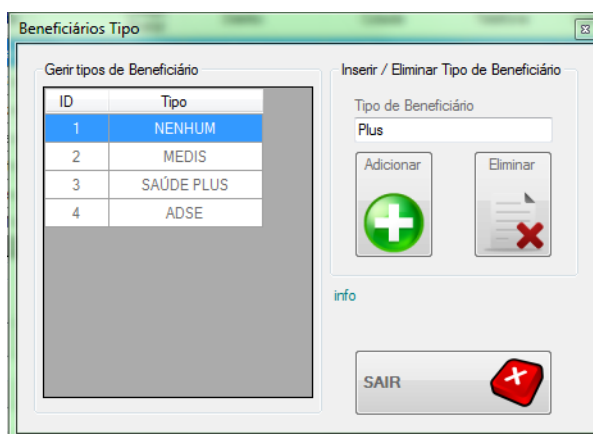 Beneficiários Tipo
Gerir tipos de Beneficiário
ID Tipo
1 NENHUM
2 MEDIS
3 SAÚDE PLUS
4 ADSE
Inserir / Eliminar Tipo de Beneficiário
Tipo de Beneficiário
Plus
Adicionar Eliminar
info
SAIR